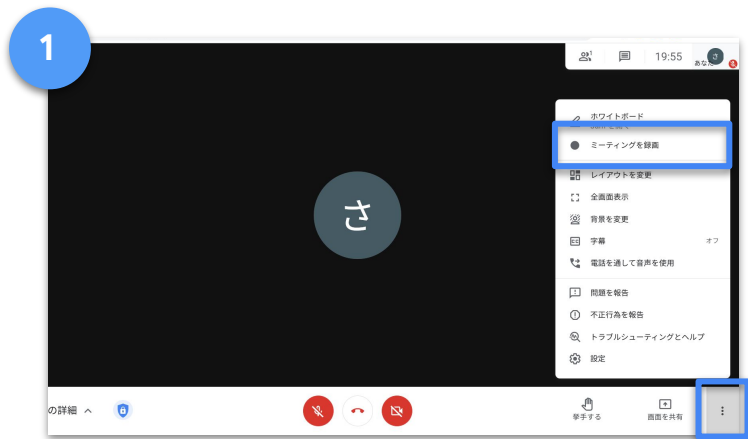 1
1
19:55
さ
あなた
ホワイトボード
ミーティングを録画
レイアウトを変更
全画面表示
背景を変更
字幕
オフ
電話を通して音声を使用
問題を報告
不正行為を報告
トラブルシューティングとヘルプ
設定
さ
の詳細
挙手する
画面を共有